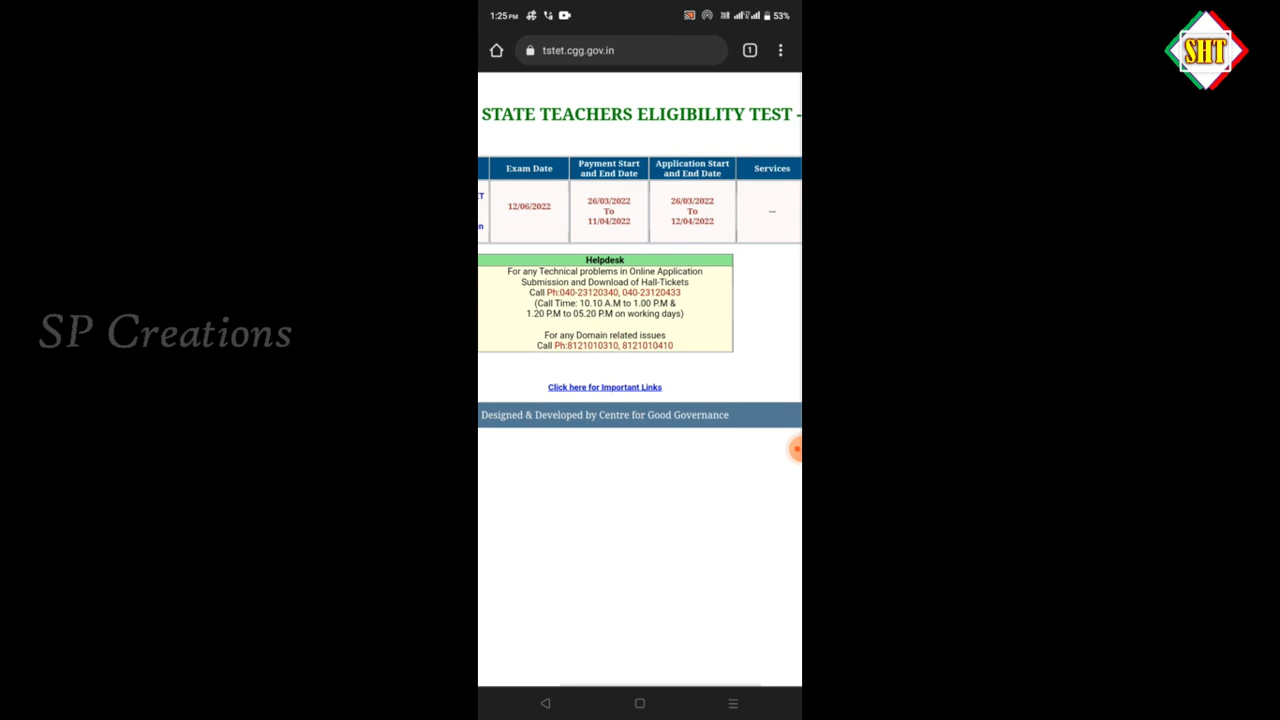 1:25 PM
53%
SHT
tstet.cgg.gov.in
1
STATE TEACHERS ELIGIBILITY TEST -
Exam Date
Payment Start
and End Date
Application Start
and End Date
Services
ET
n
12/06/2022
26/03/2022
To
11/04/2022
26/03/2022
To
12/04/2022
---
Helpdesk
For any Technical problems in Online Application
Submission and Download of Hall-Tickets
Call Ph:040-23120340, 040-23120433
(Call Time: 10.10 A.M to 1.00 P.M &
1.20 P.M to 05.20 P.M on working days)
For any Domain related issues
Call Ph:8121010310, 8121010410
Click here for Important Links
Designed & Developed by Centre for Good Governance
SP Creations